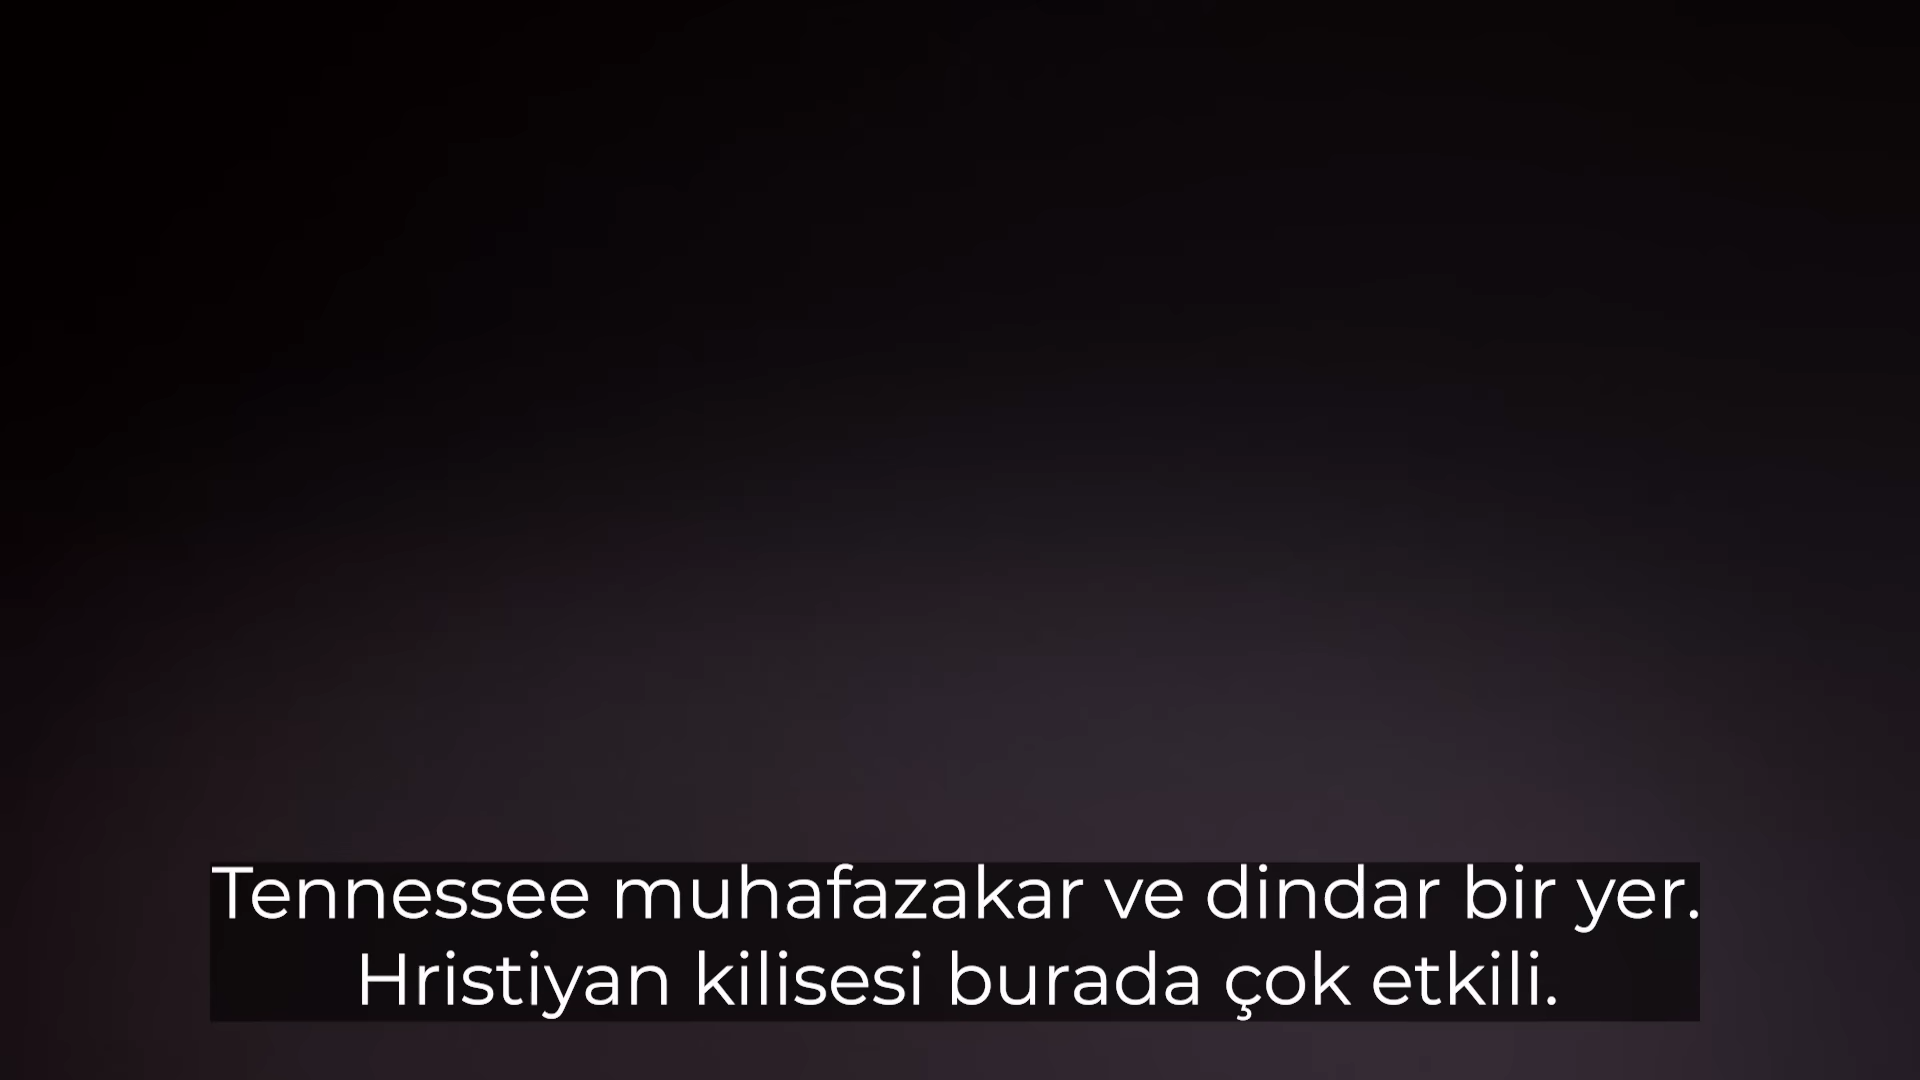 Tennessee muhafazakar ve dindar bir yer.
Hristiyan kilisesi burada çok etkili.